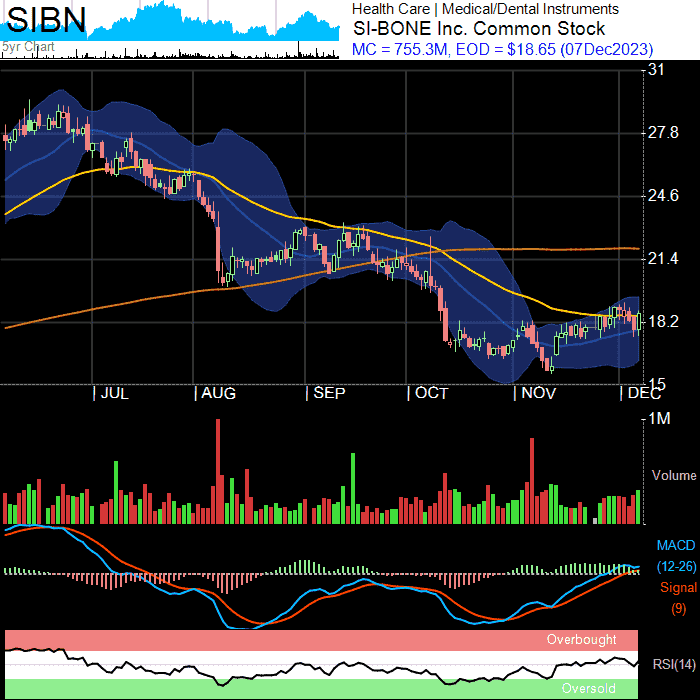 SIBN
5yr Chart
Health Care | Medical/Dental Instruments
SI-BONE Inc. Common Stock
MC = 755.3M, EOD = $18.65 (07Dec2023)
31
27.8
24.6
21.4
18.2
15
| JUL | AUG | SEP | OCT | NOV | DEC
1M
Volume
MACD
(12-26)
Signal
(9)
Overbought
RSI(14)
Oversold